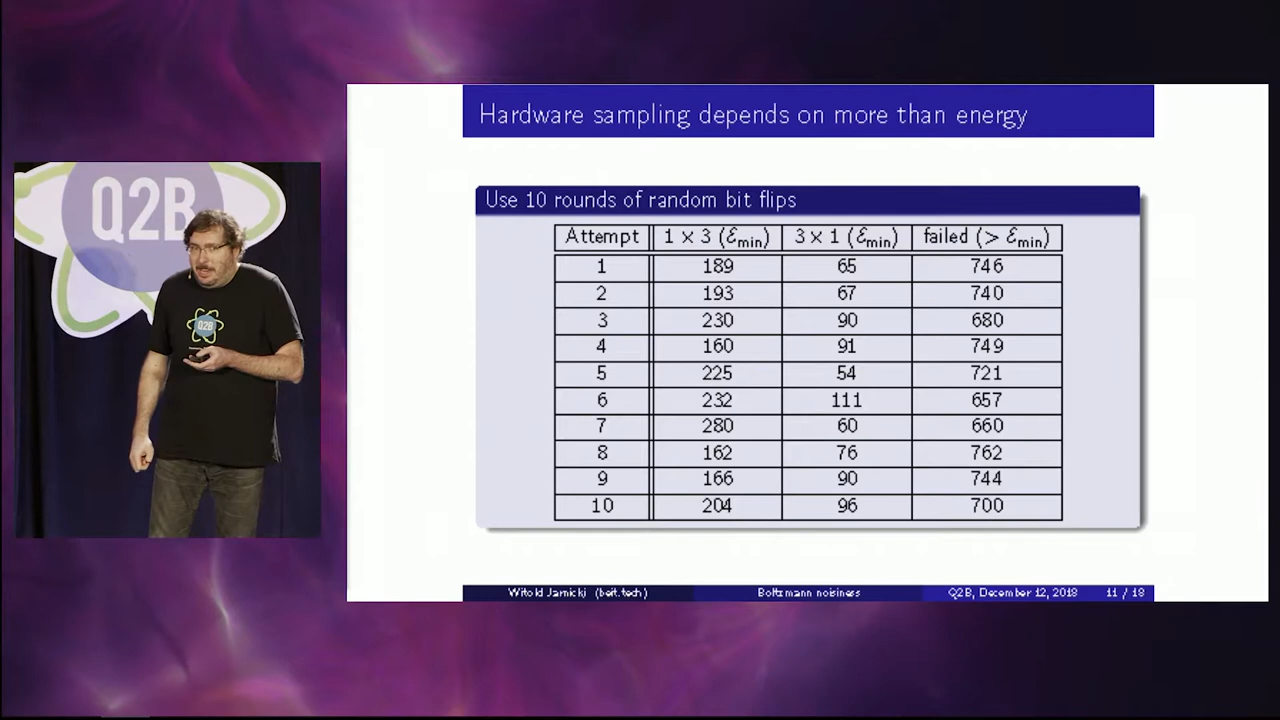 Q2B
Q2B
Hardware sampling depends on more than energy
Use 10 rounds of random bit flips
Attempt 1 × 3 (ℰmin) 3 × 1 (ℰmin) failed (> ℰmin)
1 189 65 746
2 193 67 740
3 230 90 680
4 160 91 749
5 225 54 721
6 232 111 657
7 280 60 660
8 162 76 762
9 166 90 744
10 204 96 700
Witold Jarnicki (beit.tech) Boltzmann noisiness Q2B, December 12, 2018 11 / 18